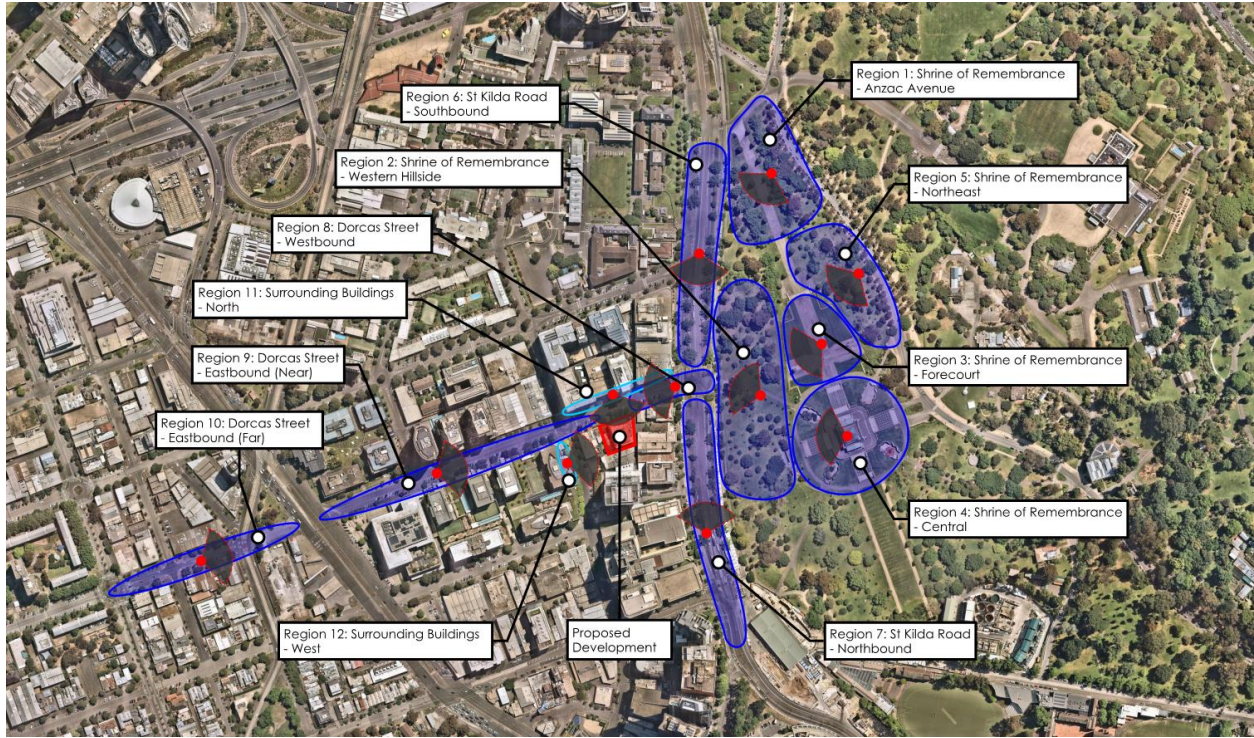 Region 1: Shrine of Remembrance
- Anzac Avenue
Region 6: St Kilda Road
- Southbound
Region 2: Shrine of Remembrance
- Western Hillside
Region 5: Shrine of Remembrance
- Northeast
Region 8: Dorcas Street
- Westbound
Region 11: Surrounding Buildings
- North
Region 9: Dorcas Street
- Eastbound (Near)
Region 3: Shrine of Remembrance
- Forecourt
Region 10: Dorcas Street
- Eastbound (Far)
Region 4: Shrine of Remembrance
- Central
Region 12: Surrounding Buildings
- West
Proposed
Development
Region 7: St Kilda Road
- Northbound